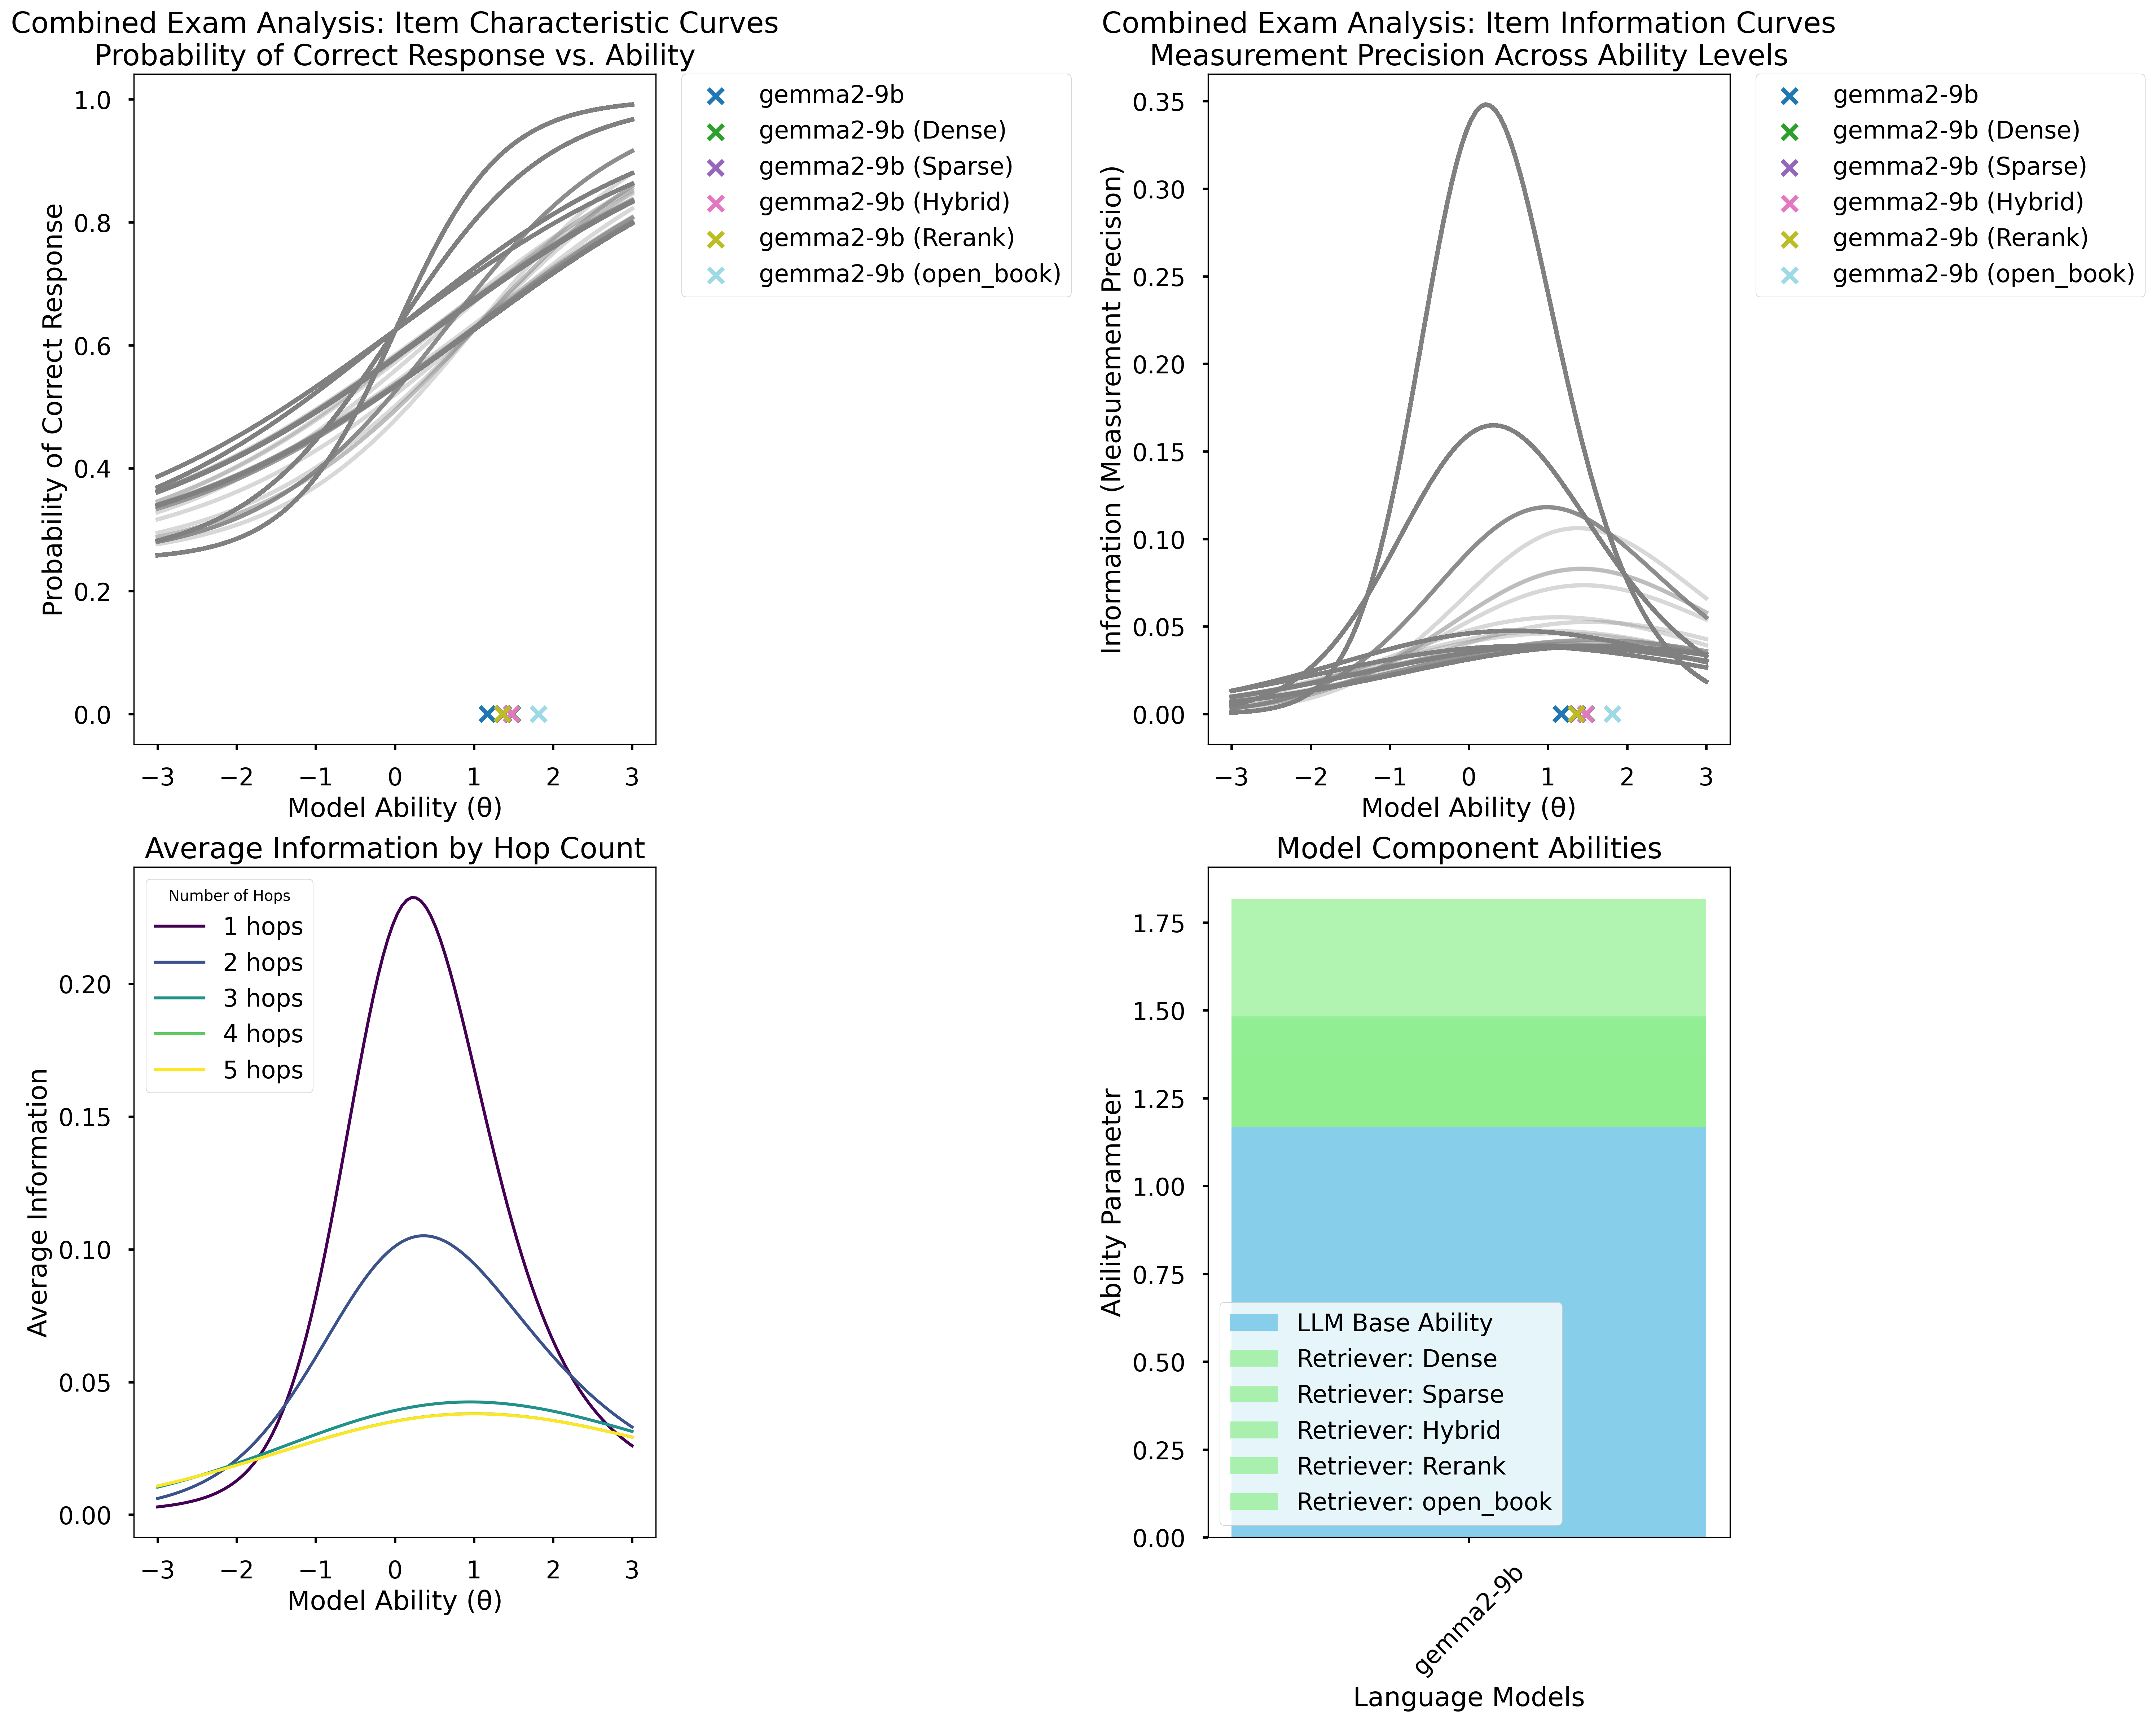 Combined Exam Analysis: Item Characteristic Curves
Probability of Correct Response vs. Ability
Probability of Correct Response
1.0
0.8
0.6
0.4
0.2
0.0
−3
−2
−1
0
1
2
3
Model Ability (θ)
gemma2-9b
gemma2-9b (Dense)
gemma2-9b (Sparse)
gemma2-9b (Hybrid)
gemma2-9b (Rerank)
gemma2-9b (open_book)
Combined Exam Analysis: Item Information Curves
Measurement Precision Across Ability Levels
Information (Measurement Precision)
0.35
0.30
0.25
0.20
0.15
0.10
0.05
0.00
−3
−2
−1
0
1
2
3
Model Ability (θ)
gemma2-9b
gemma2-9b (Dense)
gemma2-9b (Sparse)
gemma2-9b (Hybrid)
gemma2-9b (Rerank)
gemma2-9b (open_book)
Average Information by Hop Count
Average Information
0.20
0.15
0.10
0.05
0.00
Number of Hops
1 hops
2 hops
3 hops
4 hops
5 hops
−3
−2
−1
0
1
2
3
Model Ability (θ)
Model Component Abilities
Ability Parameter
1.75
1.50
1.25
1.00
0.75
0.50
0.25
0.00
LLM Base Ability
Retriever: Dense
Retriever: Sparse
Retriever: Hybrid
Retriever: Rerank
Retriever: open_book
gemma2-9b
Language Models